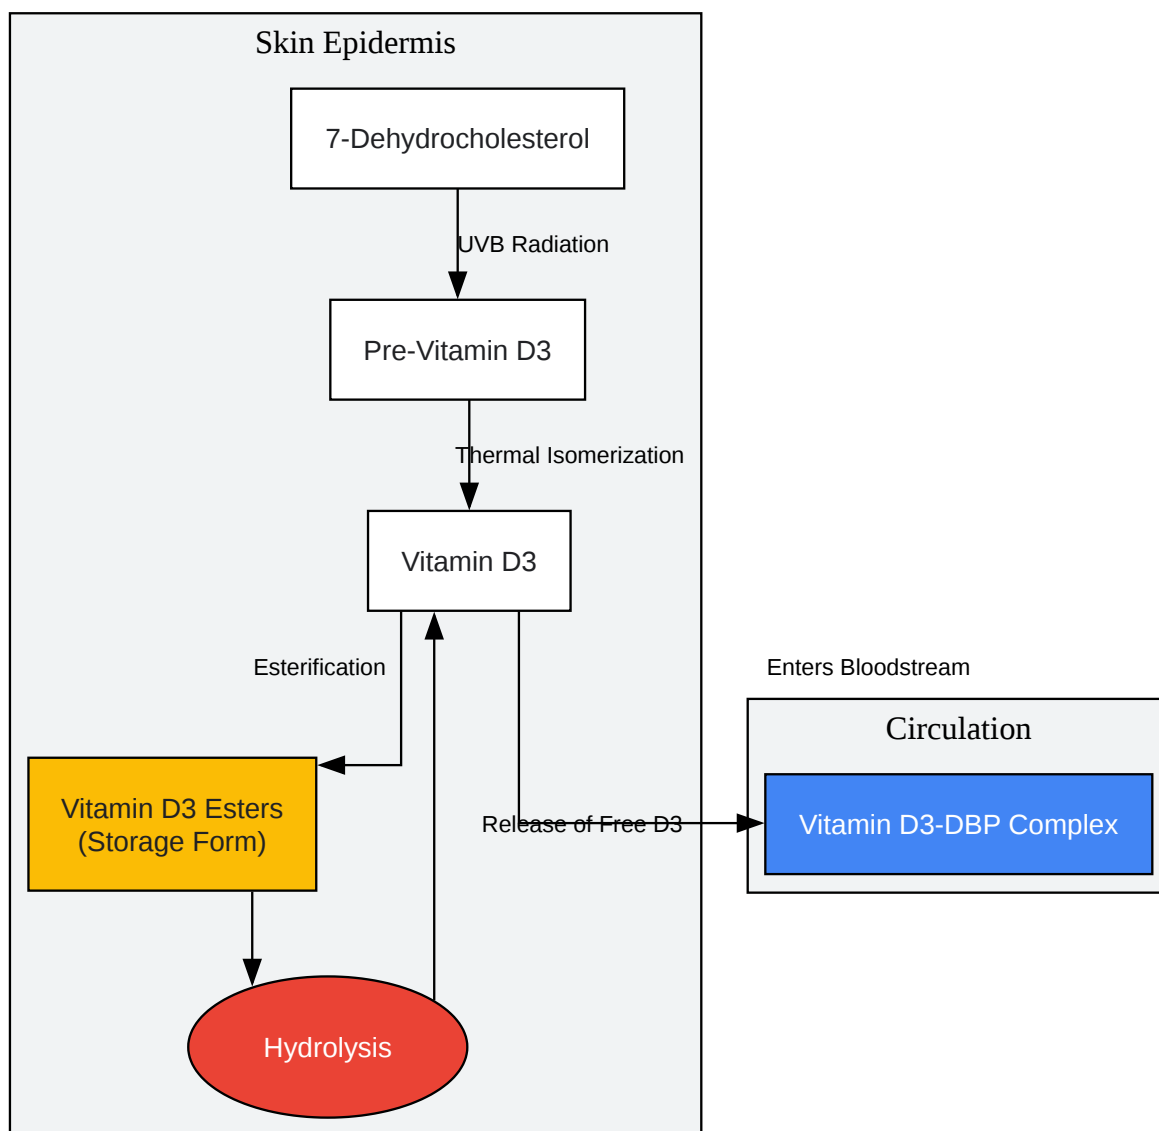 Skin Epidermis
7-Dehydrocholesterol
UVB Radiation
Pre-Vitamin D3
Thermal Isomerization
Vitamin D3
Esterification
Enters Bloodstream
Circulation
Vitamin D3 Esters
(Storage Form)
Release of Free D3
Vitamin D3-DBP Complex
Hydrolysis